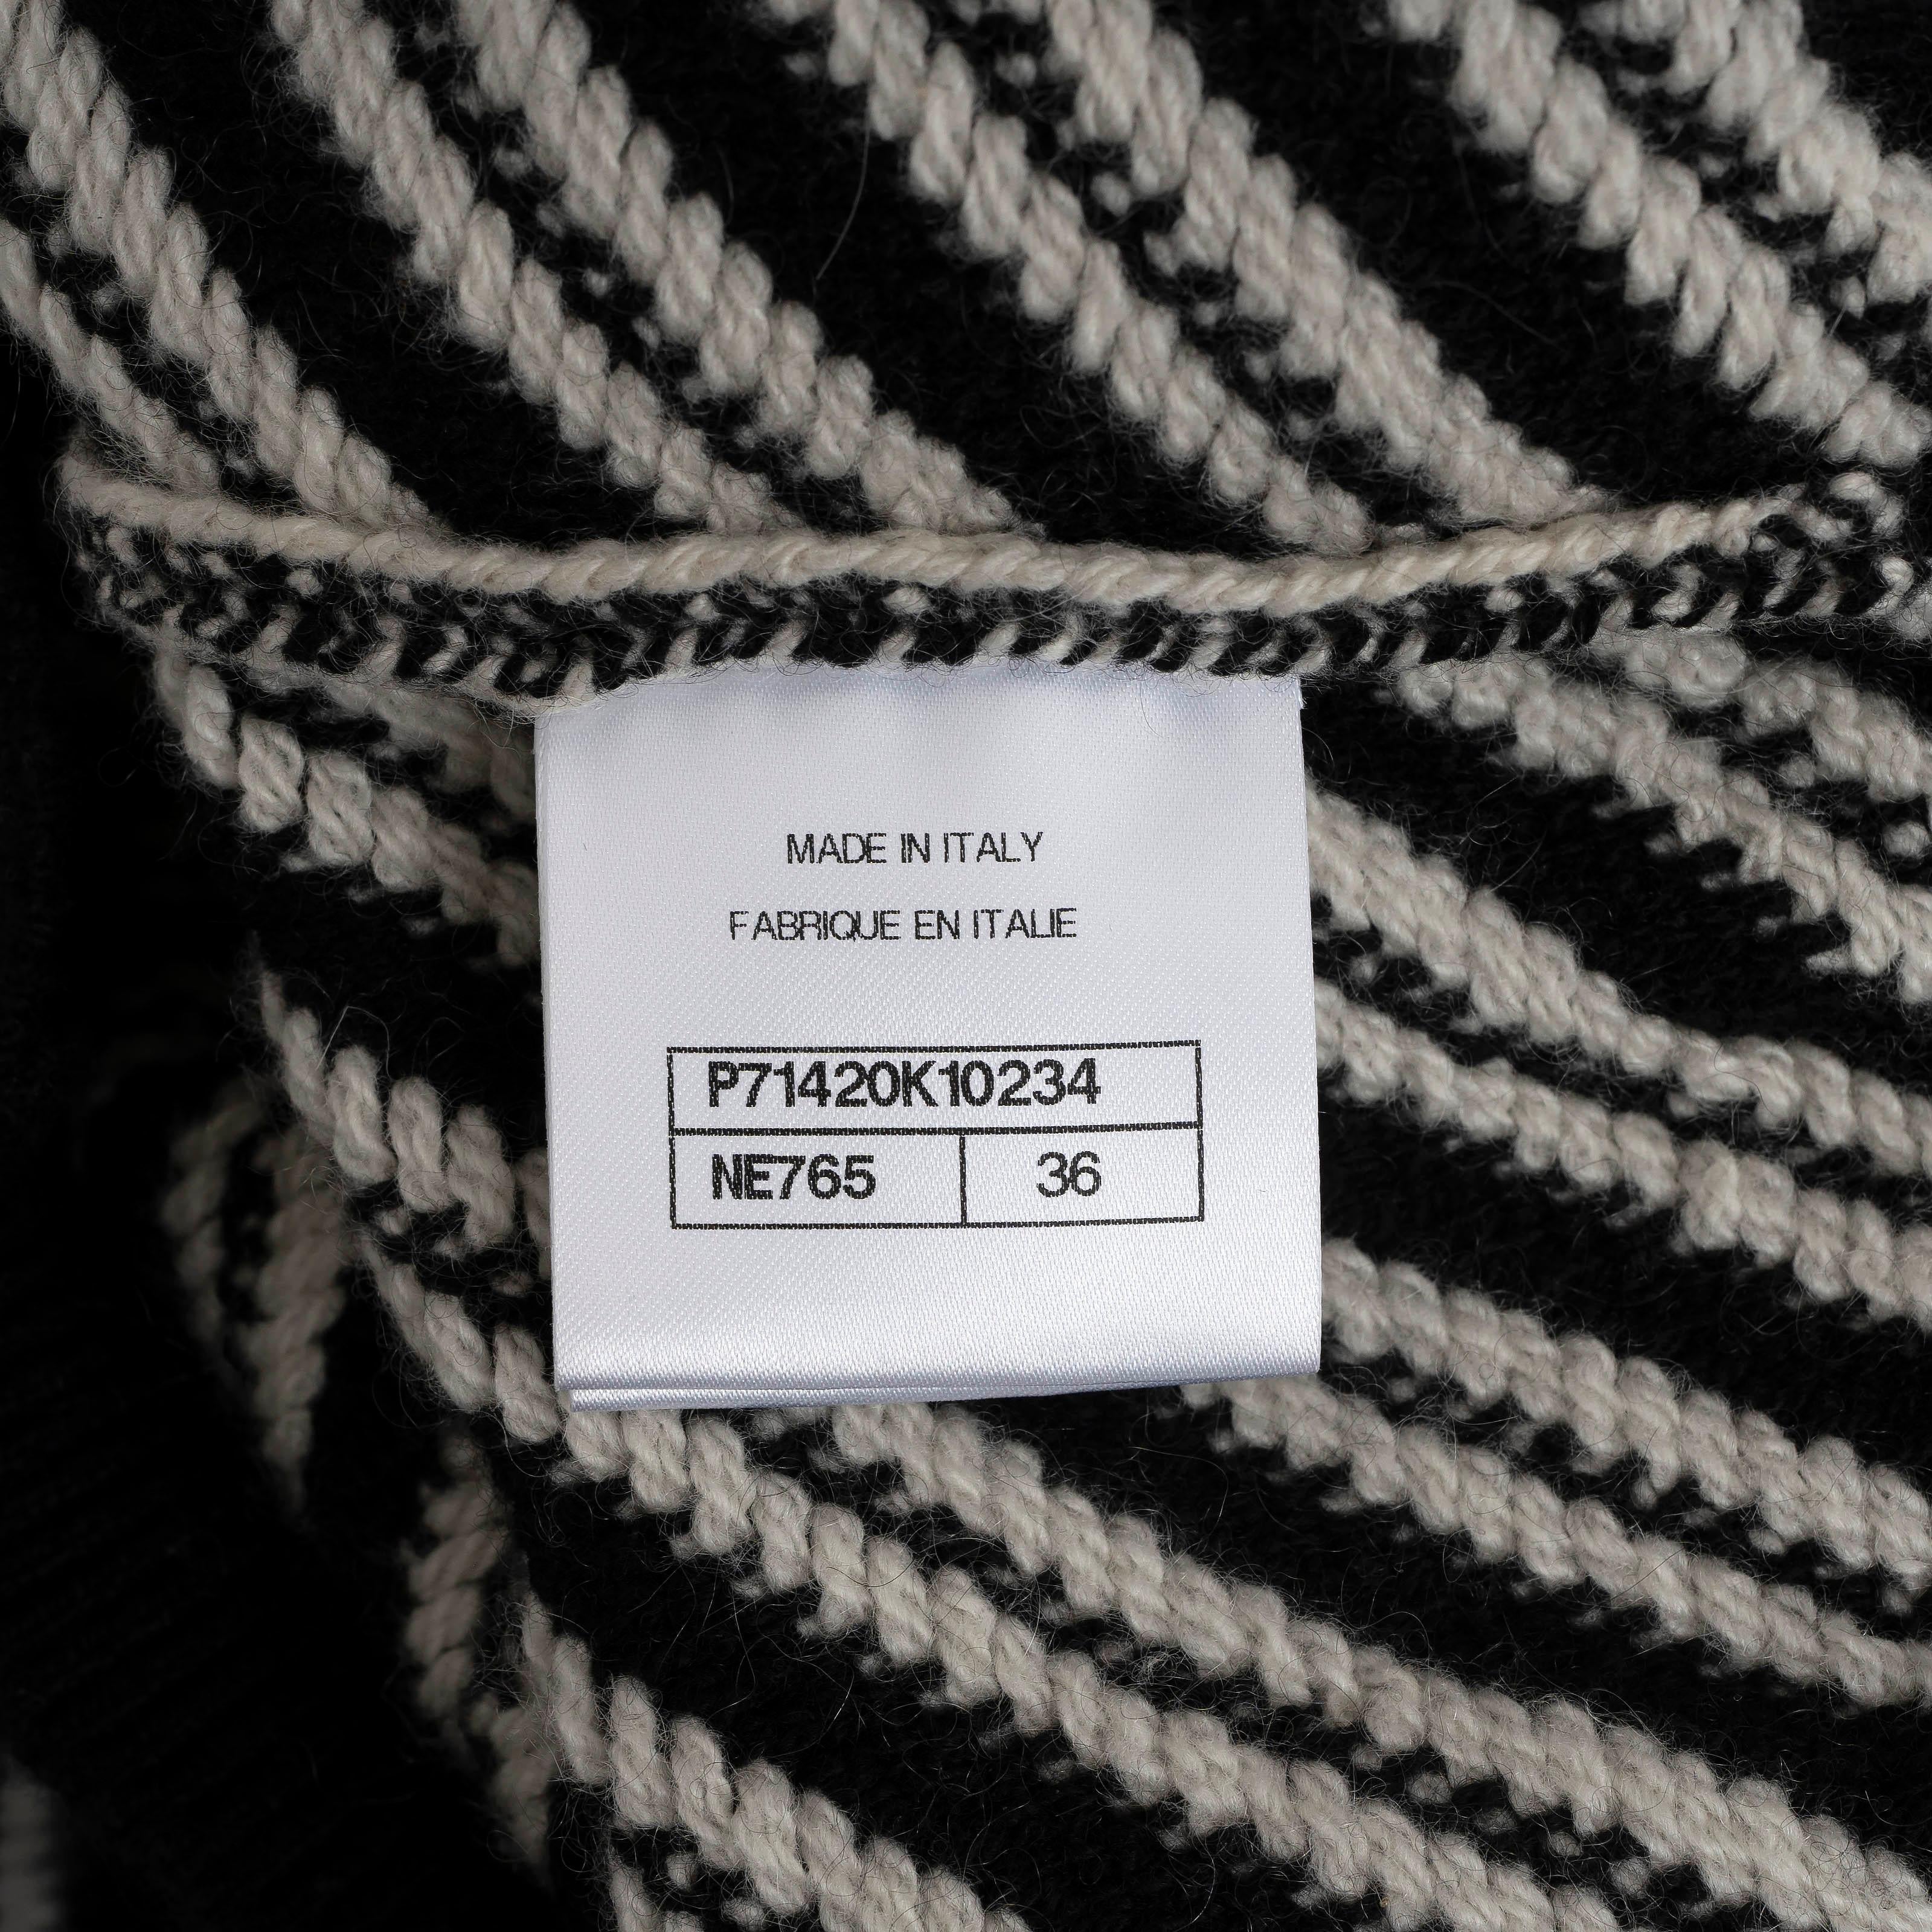 MADE IN ITALY
FABRIQUE EN ITALIE
P71420K10234
NE765 36